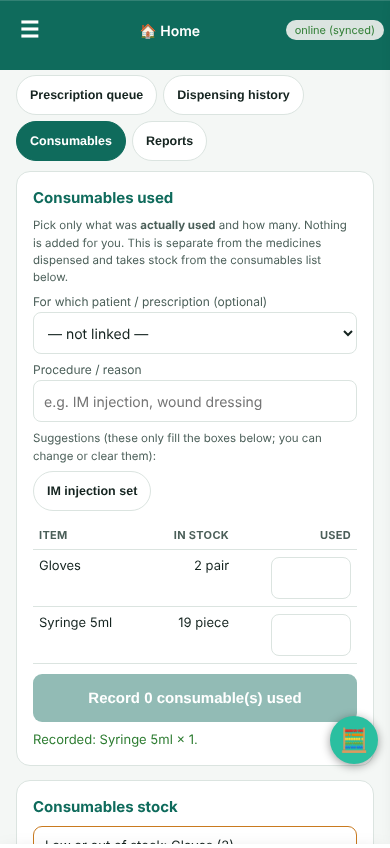 🏠 Home
online (synced)
Prescription queue
Dispensing history
Consumables
Reports
Consumables used
Pick only what was actually used and how many. Nothing
is added for you. This is separate from the medicines
dispensed and takes stock from the consumables list
below.
For which patient / prescription (optional)
— not linked —
Procedure / reason
e.g. IM injection, wound dressing
Suggestions (these only fill the boxes below; you can
change or clear them):
IM injection set
ITEM IN STOCK USED
Gloves 2 pair
Syringe 5ml 19 piece
Record 0 consumable(s) used
Recorded: Syringe 5ml × 1.
Consumables stock
Low or out of stock: Gloves (2)